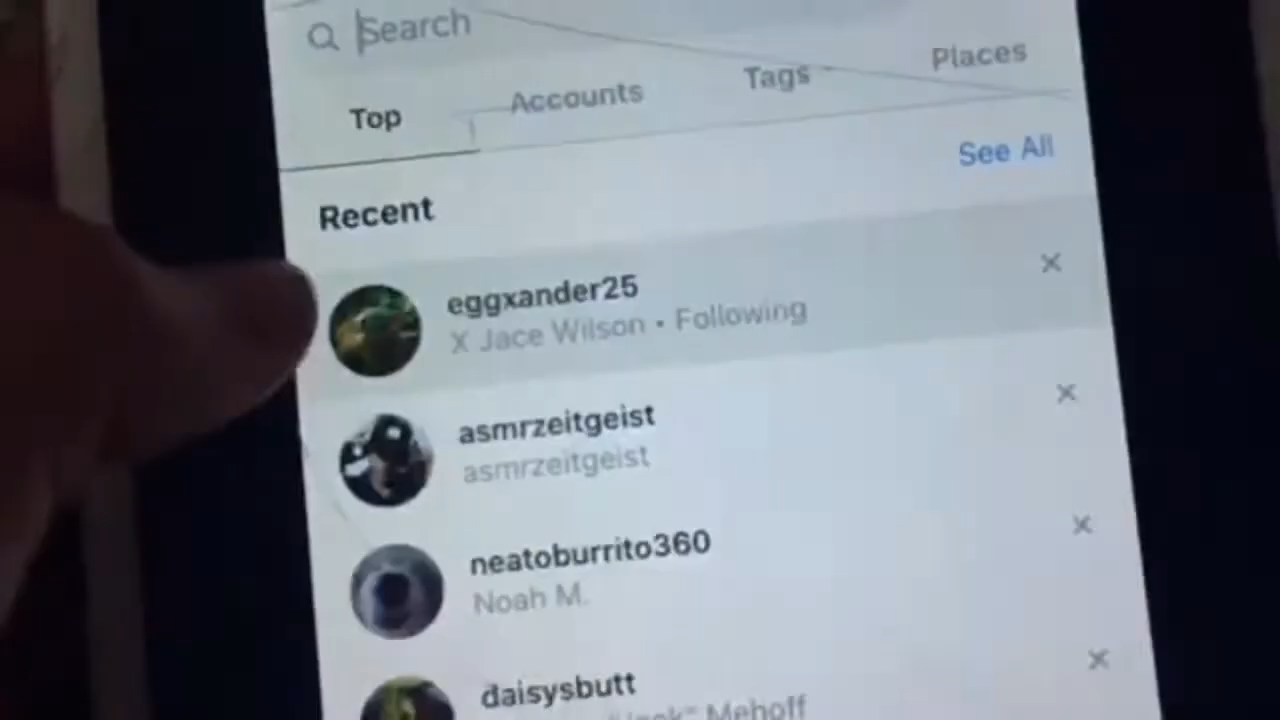 Search
Top Accounts Tags Places
Recent See All
eggxander25
X Jace Wilson • Following
asmrzeitgeist
asmrzeitgeist
neatoburrito360
Noah M.
daisysbutt
Mehoff